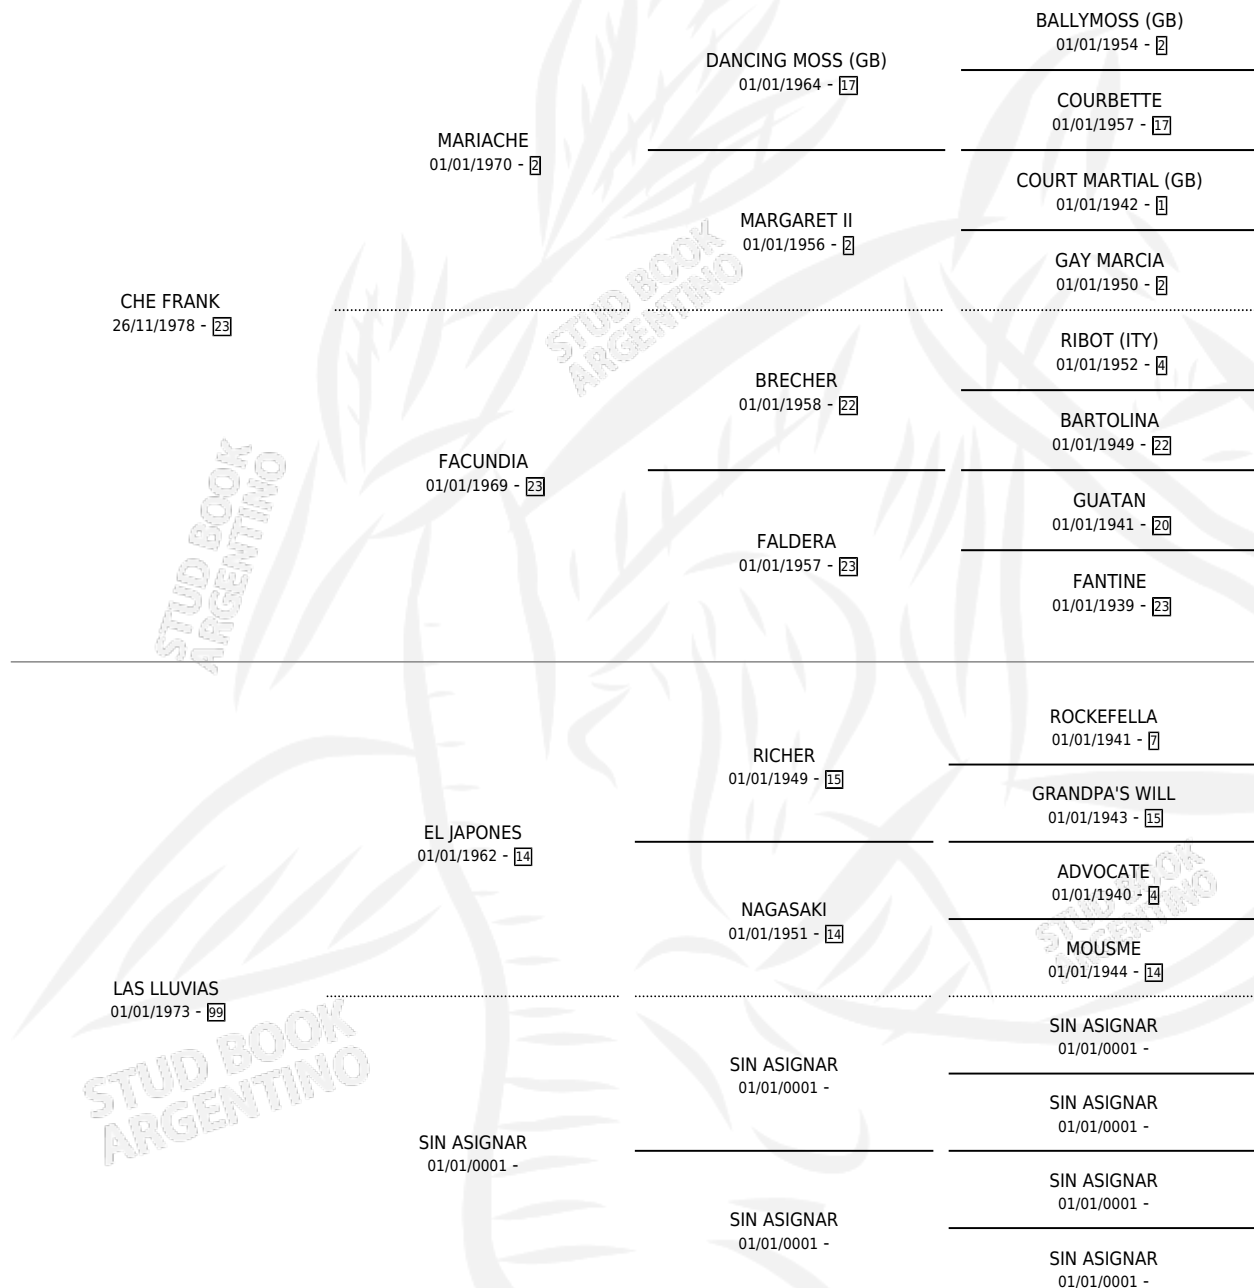 BALLYMOSS (GB)
01/01/1954 - 2
DANCING MOSS (GB)
01/01/1964 - 17
COURBETTE
01/01/1957 - 17
MARIACHE
01/01/1970 - 2
COURT MARTIAL (GB)
01/01/1942 - 1
MARGARET II
01/01/1956 - 2
GAY MARCIA
01/01/1950 - 2
CHE FRANK
26/11/1978 - 23
STUD BOOK
ARGENTINO
RIBOT (ITY)
01/01/1952 - 4
BRECHER
01/01/1958 - 22
BARTOLINA
01/01/1949 - 22
FACUNDIA
01/01/1969 - 23
GUATAN
01/01/1941 - 20
FALDERA
01/01/1957 - 23
FANTINE
01/01/1939 - 23
STUD BOOK
ARGENTINO
ROCKEFELLA
01/01/1941 - 7
RICHER
01/01/1949 - 15
GRANDPA'S WILL
01/01/1943 - 15
EL JAPONES
01/01/1962 - 14
ADVOCATE
01/01/1940 - 4
NAGASAKI
01/01/1951 - 14
MOUSME
01/01/1944 - 14
STUD BOOK
ARGENTINO
LAS LLUVIAS
01/01/1973 - 99
STUD BOOK
ARGENTINO
SIN ASIGNAR
01/01/0001 -
SIN ASIGNAR
01/01/0001 -
SIN ASIGNAR
01/01/0001 -
SIN ASIGNAR
01/01/0001 -
SIN ASIGNAR
01/01/0001 -
SIN ASIGNAR
01/01/0001 -
SIN ASIGNAR
01/01/0001 -